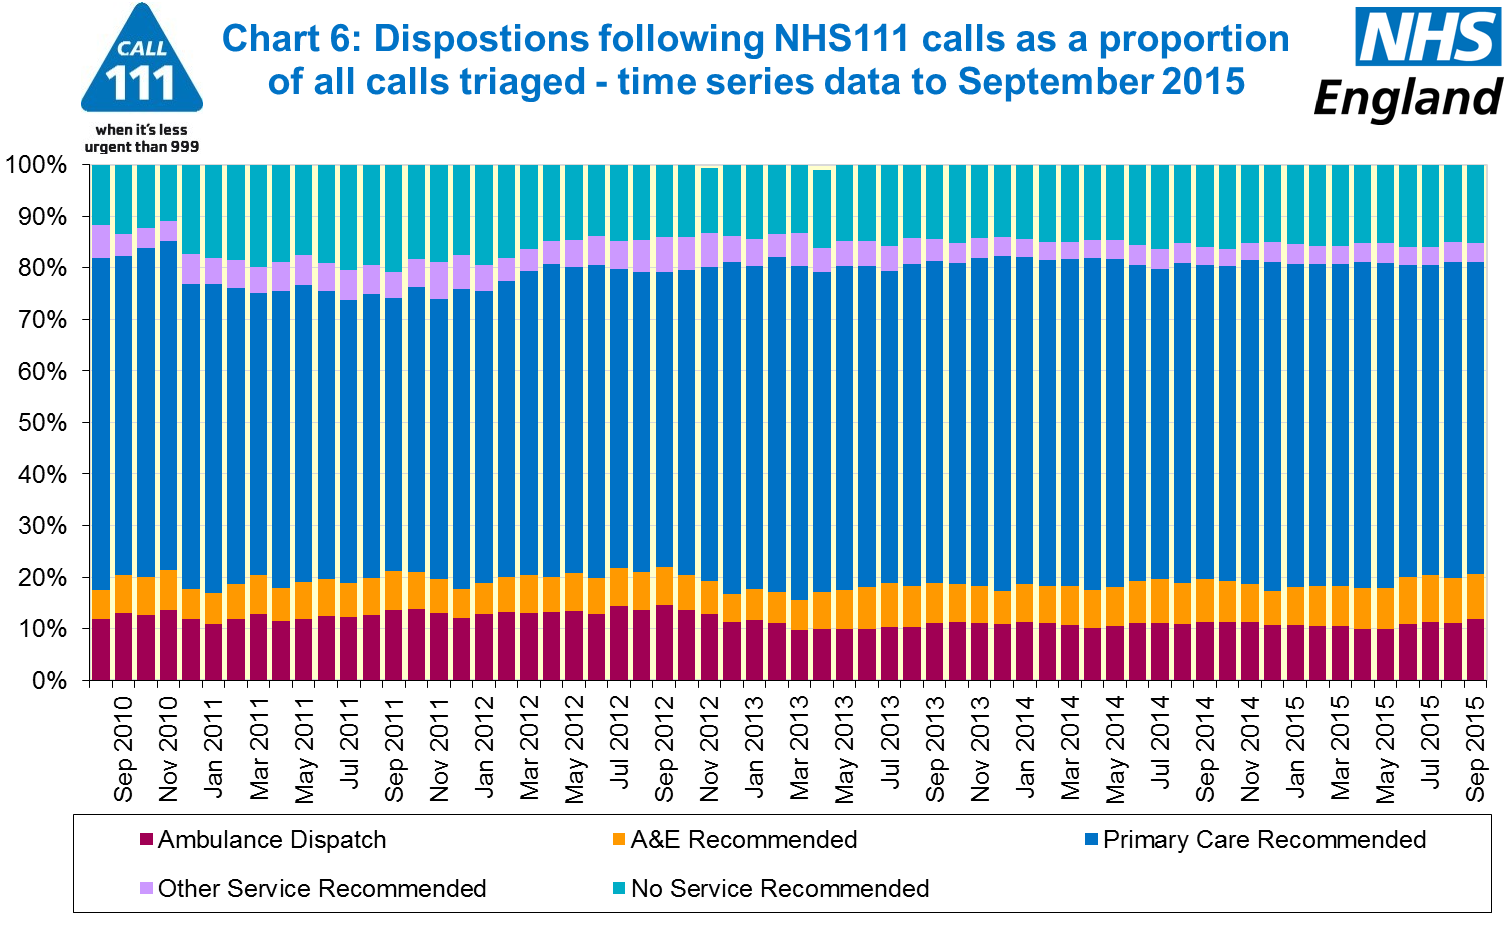 CALL
111
when it's less
urgent than 999
Chart 6: Dispostions following NHS111 calls as a proportion
of all calls triaged - time series data to September 2015
NHS
England
100%
90%
80%
70%
60%
50%
40%
30%
20%
10%
0%
Sep 2010
Nov 2010
Jan 2011
Mar 2011
May 2011
Jul 2011
Sep 2011
Nov 2011
Jan 2012
Mar 2012
May 2012
Jul 2012
Sep 2012
Nov 2012
Jan 2013
Mar 2013
May 2013
Jul 2013
Sep 2013
Nov 2013
Jan 2014
Mar 2014
May 2014
Jul 2014
Sep 2014
Nov 2014
Jan 2015
Mar 2015
May 2015
Jul 2015
Sep 2015
Ambulance Dispatch
A&E Recommended
Primary Care Recommended
Other Service Recommended
No Service Recommended